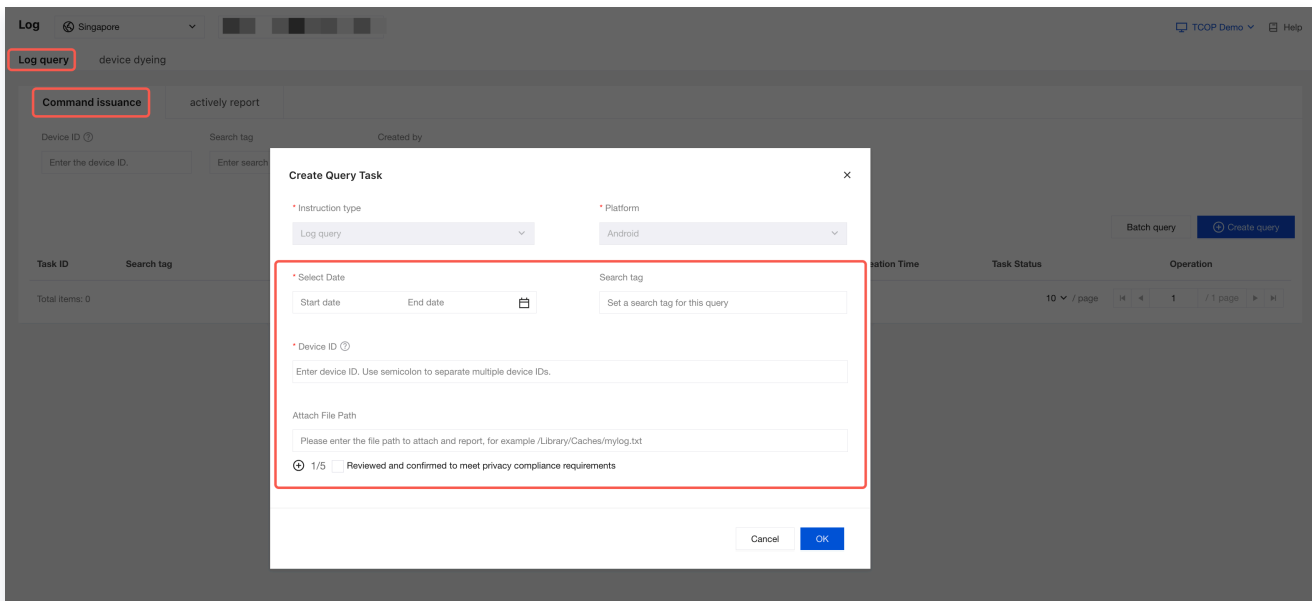 Log Singapore TCOP Demo Help
Log query device dyeing
Command issuance actively report
Device ID Search tag Created by
Enter the device ID. Enter search
Create Query Task
* Instruction type * Platform
Log query Android
Batch query Create query
* Select Date Search tag
Start date End date Set a search tag for this query
Task ID Search tag eation Time Task Status Operation
Total items: 0 10 / page 1 / 1 page
* Device ID
Enter device ID. Use semicolon to separate multiple device IDs.
Attach File Path
Please enter the file path to attach and report, for example /Library/Caches/mylog.txt
1/5 Reviewed and confirmed to meet privacy compliance requirements
Cancel OK